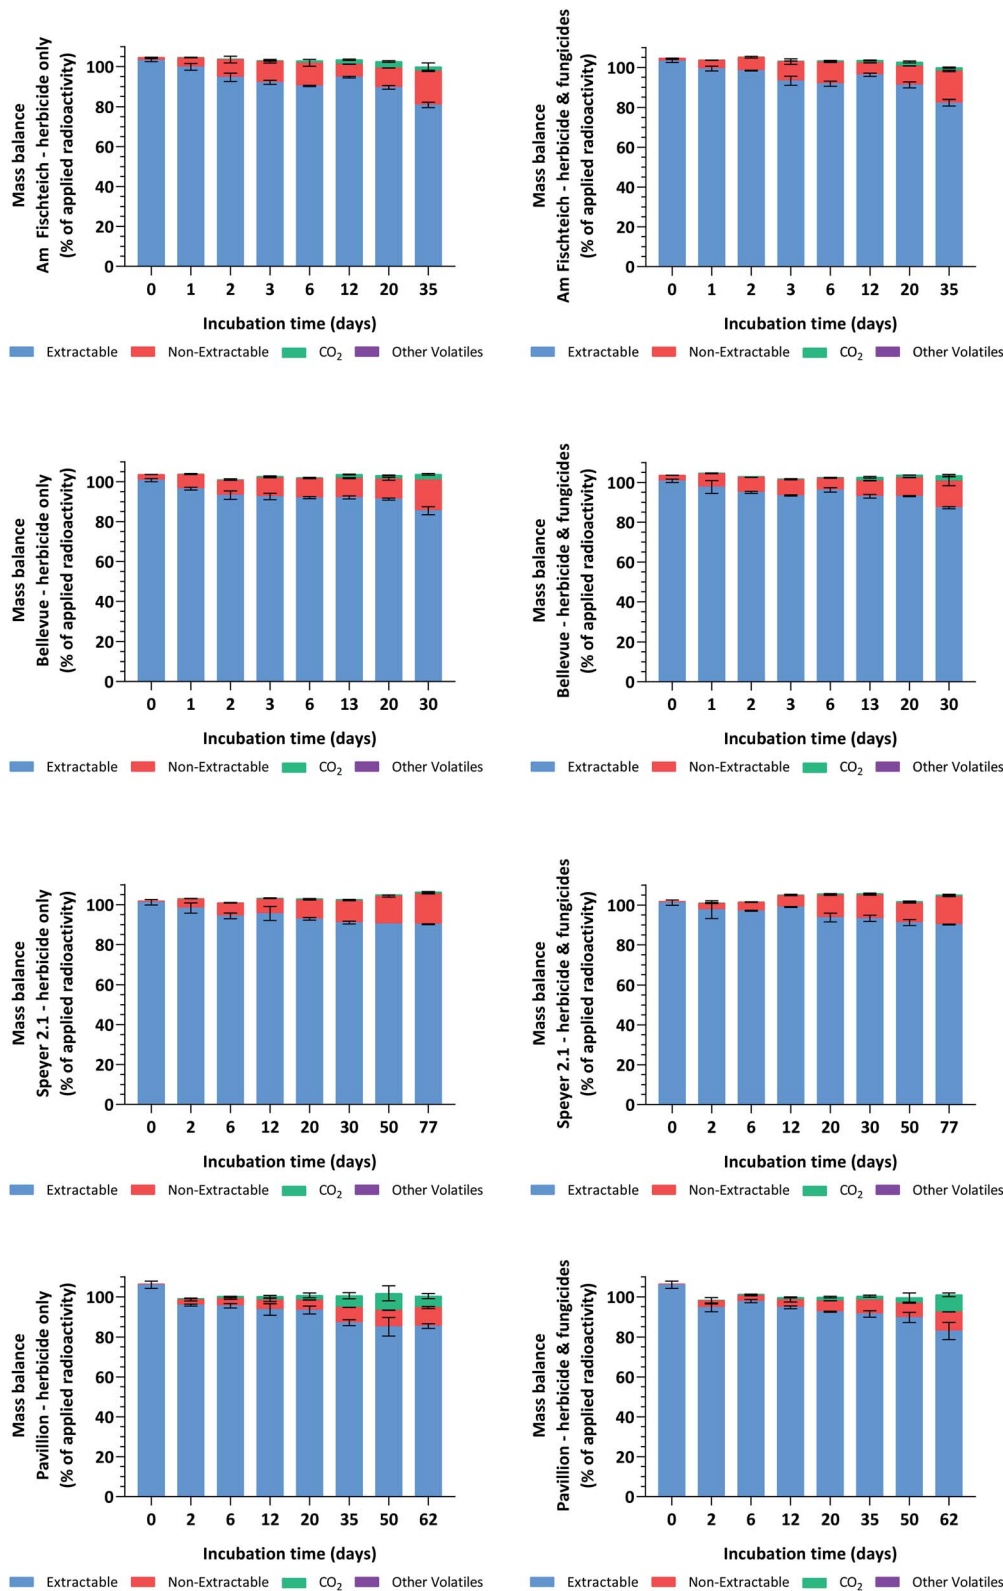 Mass balance
Am Fischteich - herbicide only
(% of applied radioactivity)
100
80
60
40
20
0
0 1 2 3 6 12 20 35
Incubation time (days)
Extractable Non-Extractable CO₂ Other Volatiles
Mass balance
Am Fischteich - herbicide & fungicides
(% of applied radioactivity)
100
80
60
40
20
0
0 1 2 3 6 12 20 35
Incubation time (days)
Extractable Non-Extractable CO₂ Other Volatiles
Mass balance
Bellevue - herbicide only
(% of applied radioactivity)
100
80
60
40
20
0
0 1 2 3 6 13 20 30
Incubation time (days)
Extractable Non-Extractable CO₂ Other Volatiles
Mass balance
Bellevue - herbicide & fungicides
(% of applied radioactivity)
100
80
60
40
20
0
0 1 2 3 6 13 20 30
Incubation time (days)
Extractable Non-Extractable CO₂ Other Volatiles
Mass balance
Speyer 2.1 - herbicide only
(% of applied radioactivity)
100
80
60
40
20
0
0 2 6 12 20 30 50 77
Incubation time (days)
Extractable Non-Extractable CO₂ Other Volatiles
Mass balance
Speyer 2.1 - herbicide & fungicides
(% of applied radioactivity)
100
80
60
40
20
0
0 2 6 12 20 30 50 77
Incubation time (days)
Extractable Non-Extractable CO₂ Other Volatiles
Mass balance
Pavillion - herbicide only
(% of applied radioactivity)
100
80
60
40
20
0
0 2 6 12 20 35 50 62
Incubation time (days)
Extractable Non-Extractable CO₂ Other Volatiles
Mass balance
Pavillion - herbicide & fungicides
(% of applied radioactivity)
100
80
60
40
20
0
0 2 6 12 20 35 50 62
Incubation time (days)
Extractable Non-Extractable CO₂ Other Volatiles